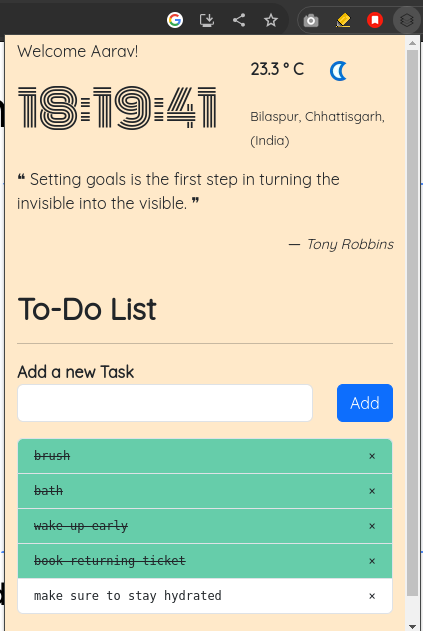 Welcome Aarav!
18:19:41
23.3 ° C
Bilaspur, Chhattisgarh,
(India)
❝ Setting goals is the first step in turning the
invisible into the visible. ❞
— Tony Robbins
To-Do List
Add a new Task
Add
brush ×
bath ×
wake up early ×
book returning ticket ×
make sure to stay hydrated ×